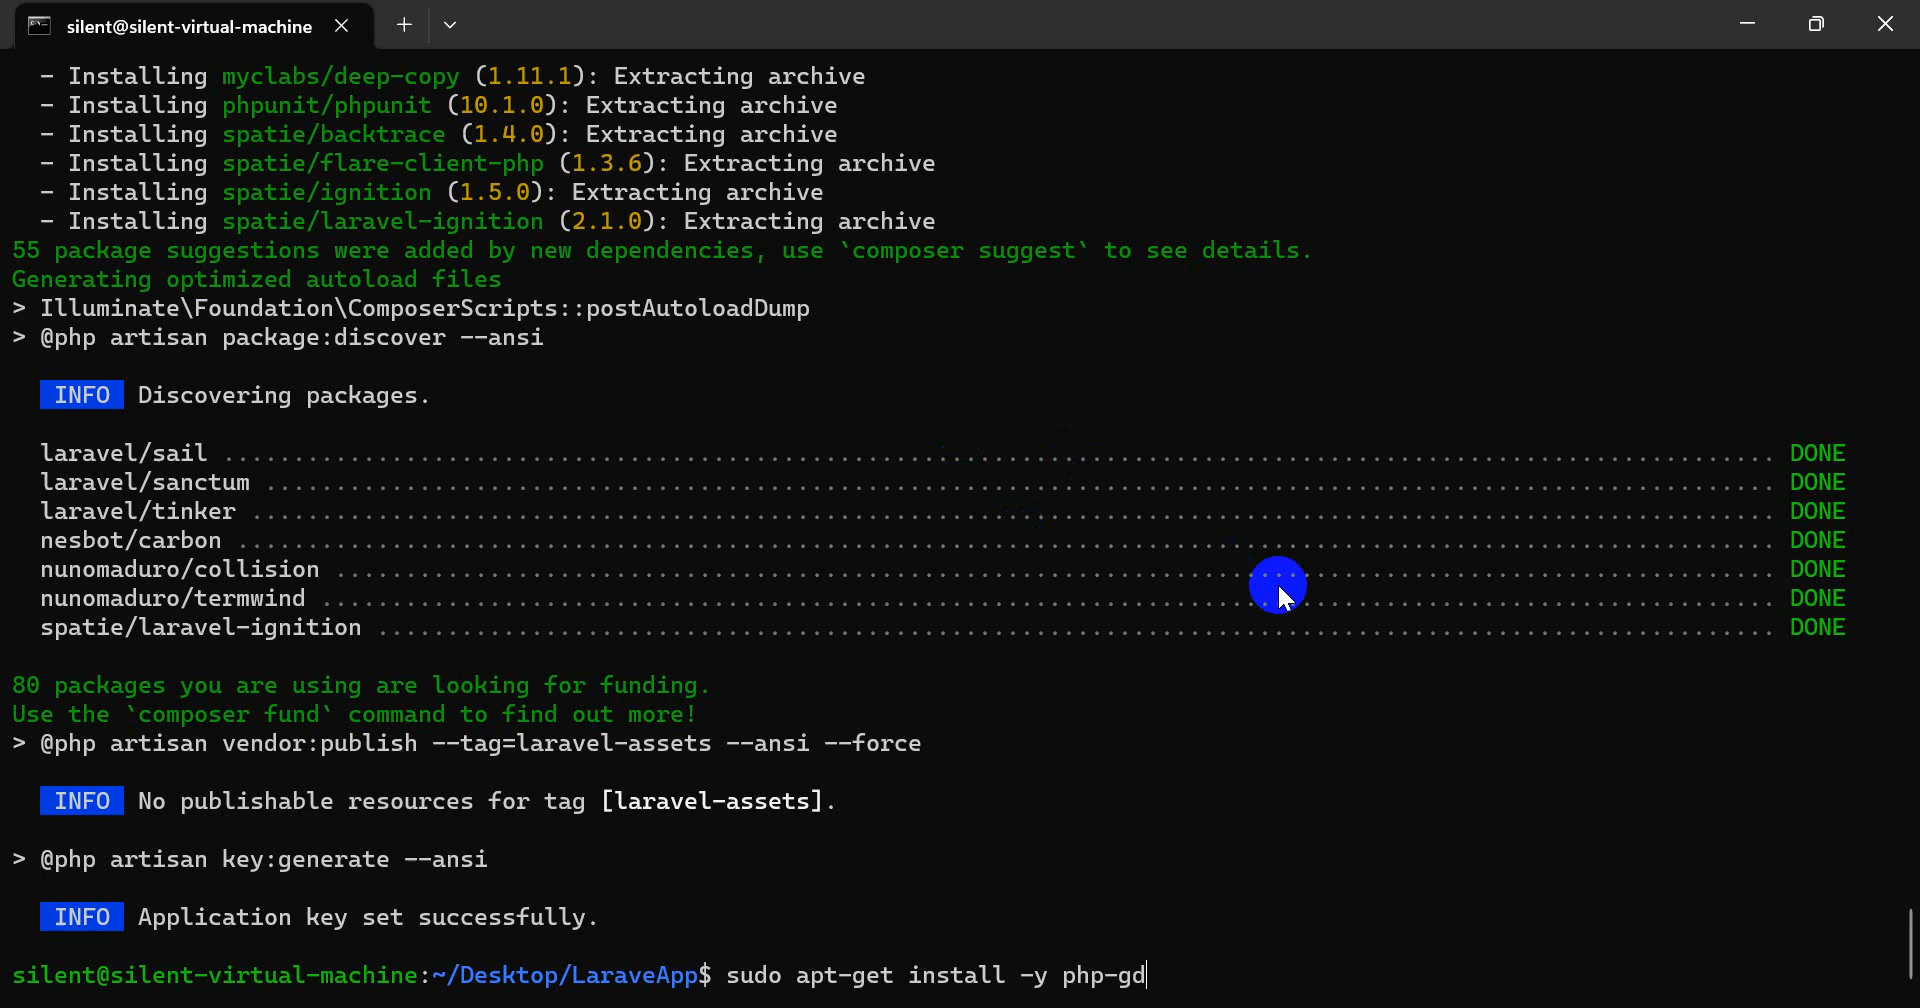 silent@silent-virtual-machine
- Installing myclabs/deep-copy (1.11.1): Extracting archive
- Installing phpunit/phpunit (10.1.0): Extracting archive
- Installing spatie/backtrace (1.4.0): Extracting archive
- Installing spatie/flare-client-php (1.3.6): Extracting archive
- Installing spatie/ignition (1.5.0): Extracting archive
- Installing spatie/laravel-ignition (2.1.0): Extracting archive
55 package suggestions were added by new dependencies, use `composer suggest` to see details.
Generating optimized autoload files
> Illuminate\Foundation\ComposerScripts::postAutoloadDump
> @php artisan package:discover --ansi
INFO Discovering packages.
laravel/sail ........................................................................................................ DONE
laravel/sanctum ..................................................................................................... DONE
laravel/tinker ...................................................................................................... DONE
nesbot/carbon ....................................................................................................... DONE
nunomaduro/collision ................................................................................................ DONE
nunomaduro/termwind ................................................................................................. DONE
spatie/laravel-ignition ............................................................................................. DONE
80 packages you are using are looking for funding.
Use the `composer fund` command to find out more!
> @php artisan vendor:publish --tag=laravel-assets --ansi --force
INFO No publishable resources for tag [laravel-assets].
> @php artisan key:generate --ansi
INFO Application key set successfully.
silent@silent-virtual-machine:~/Desktop/LaraveApp$ sudo apt-get install -y php-gd